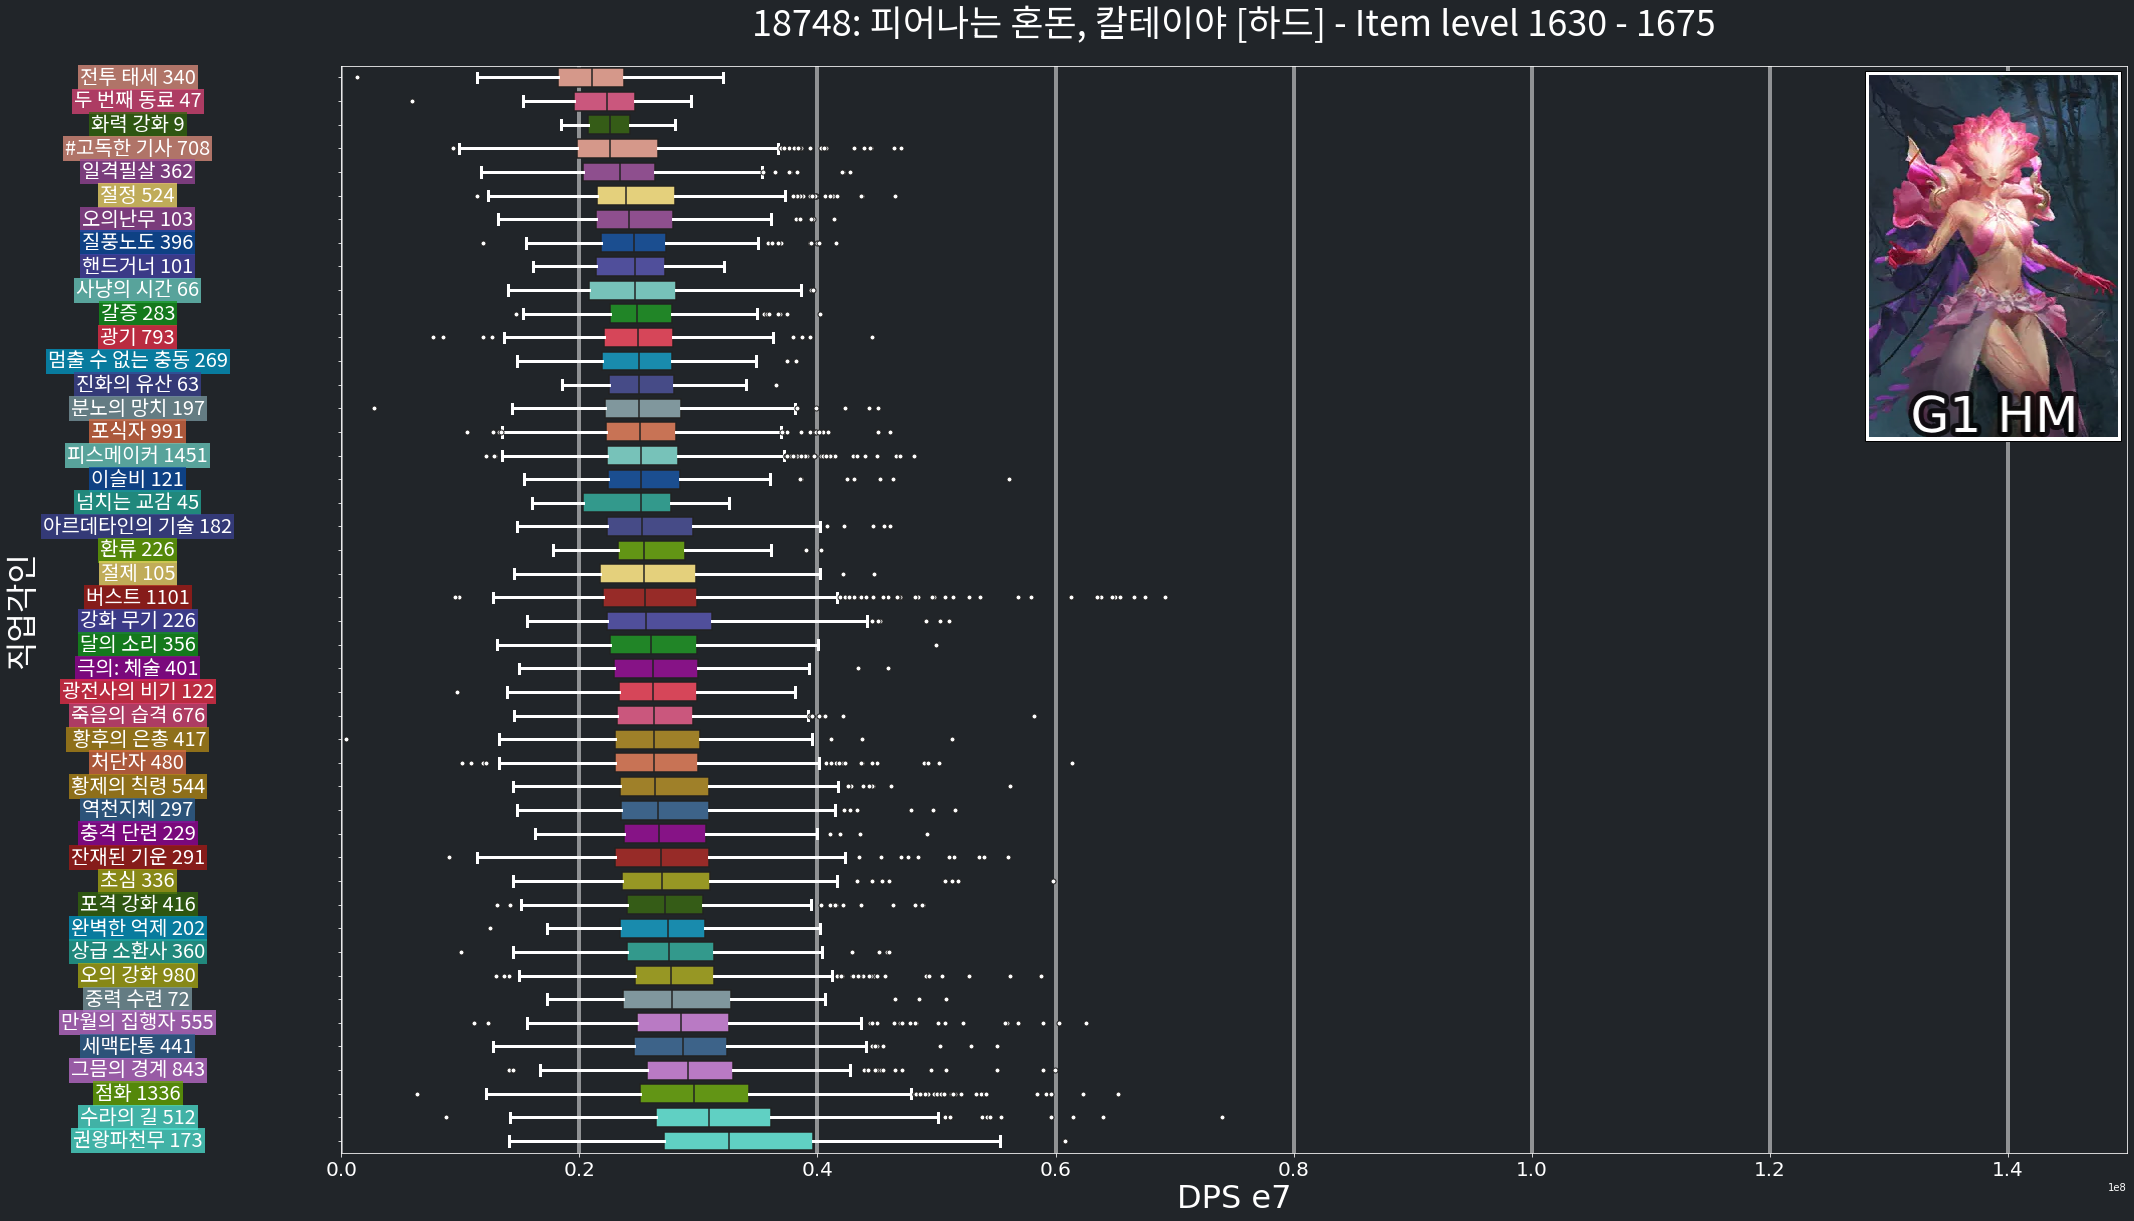 18748: 피어나는 혼돈, 칼테이야 [하드] - Item level 1630 - 1675
전투 태세 340
두 번째 동료 47
화력 강화 9
#고독한 기사 708
일격필살 362
절정 524
오의난무 103
질풍노도 396
핸드거너 101
사냥의 시간 66
갈증 283
광기 793
멈출 수 없는 충동 269
진화의 유산 63
분노의 망치 197
포식자 991
피스메이커 1451
이슬비 121
넘치는 교감 45
아르데타인의 기술 182
환류 226
절제 105
버스트 1101
강화 무기 226
달의 소리 356
극의: 체술 401
광전사의 비기 122
죽음의 습격 676
황후의 은총 417
처단자 480
황제의 칙령 544
역천지체 297
충격 단련 229
잔재된 기운 291
초심 336
포격 강화 416
완벽한 억제 202
상급 소환사 360
오의 강화 980
중력 수련 72
만월의 집행자 555
세맥타통 441
그믐의 경계 843
점화 1336
수라의 길 512
권왕파천무 173
직업각인
G1 HM
0.0 0.2 0.4 0.6 0.8 1.0 1.2 1.4
1e8
DPS e7